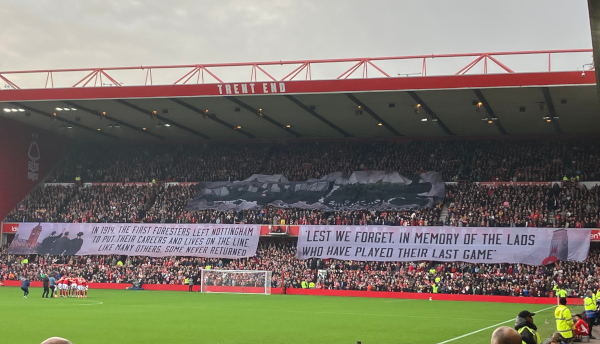 TRENT END
IN 1914, THE FIRST FORESTERS LEFT NOTTINGHAM
TO PUT THEIR CAREERS AND LIVES ON THE LINE.
LIKE MANY OTHERS, SOME NEVER RETURNED
"LEST WE FORGET, IN MEMORY OF THE LADS
WHO HAVE PLAYED THEIR LAST GAME"